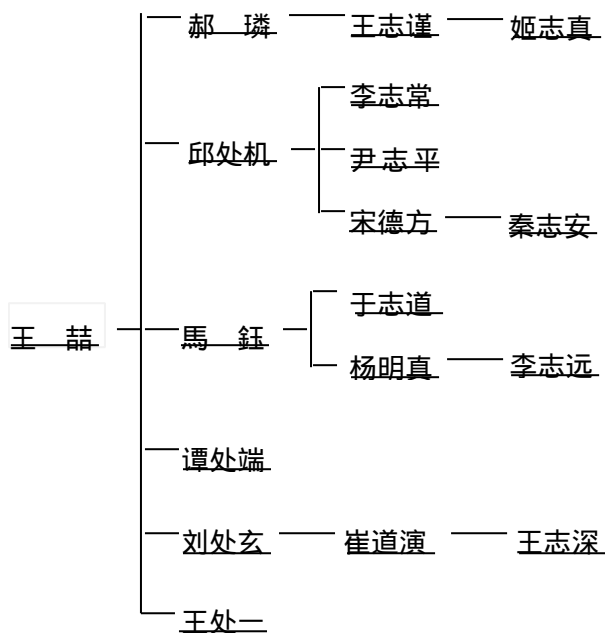 郝　璘 王志谨 姬志真
李志常
邱处机 尹志平
宋德方 秦志安
于志道
王　喆 馬　鈺
杨明真 李志远
谭处端
刘处玄 崔道演 王志深
王处一